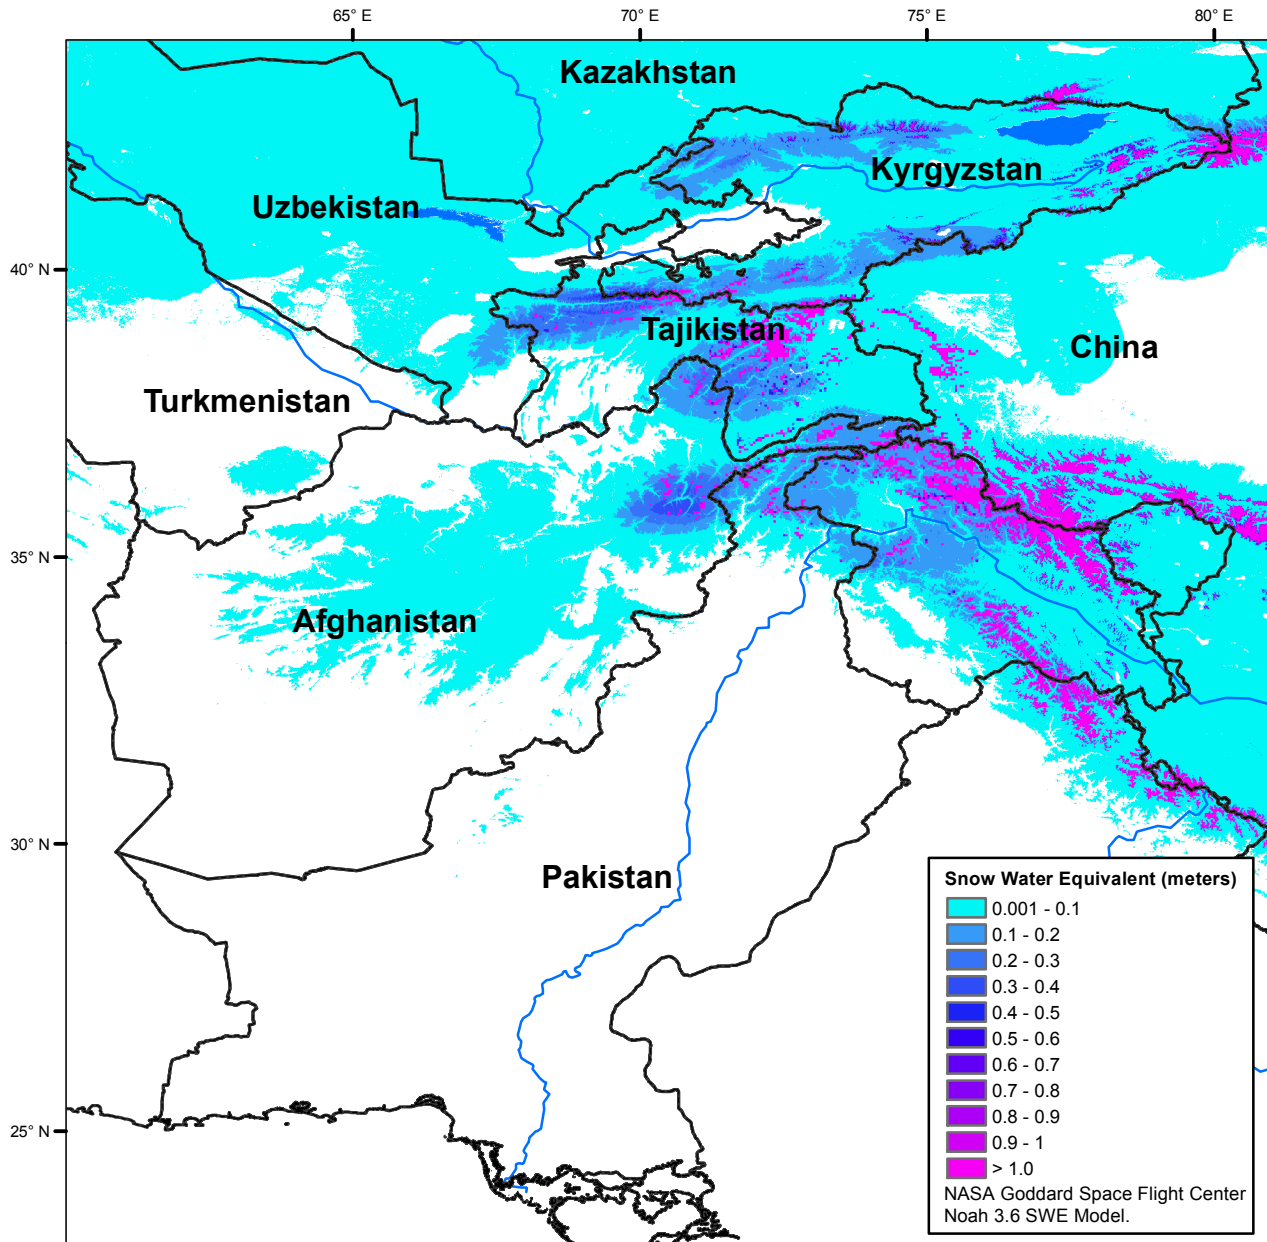 65° E
70° E
75° E
80° E
Kazakhstan
Kyrgyzstan
Uzbekistan
40° N
Tajikistan
China
Turkmenistan
35° N
Afghanistan
30° N
Pakistan
25° N
Snow Water Equivalent (meters)
0.001 - 0.1
0.1 - 0.2
0.2 - 0.3
0.3 - 0.4
0.4 - 0.5
0.5 - 0.6
0.6 - 0.7
0.7 - 0.8
0.8 - 0.9
0.9 - 1
> 1.0
NASA Goddard Space Flight Center
Noah 3.6 SWE Model.